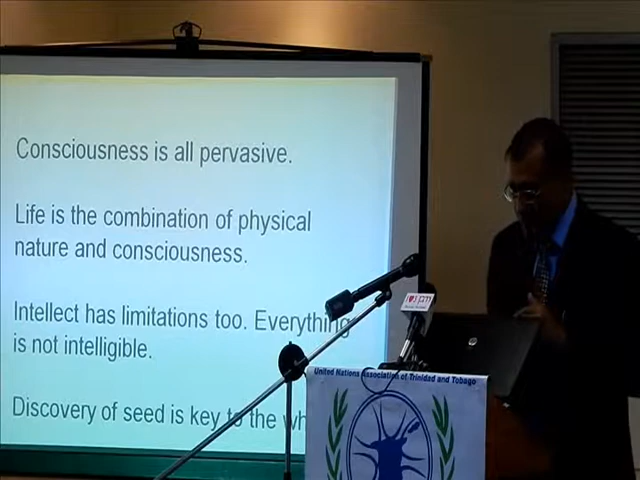 Consciousness is all pervasive.
Life is the combination of physical
nature and consciousness.
Intellect has limitations too. Everything
is not intelligible.
Discovery of seed is key to the wh
United Nations Association of Trinidad and Tobago